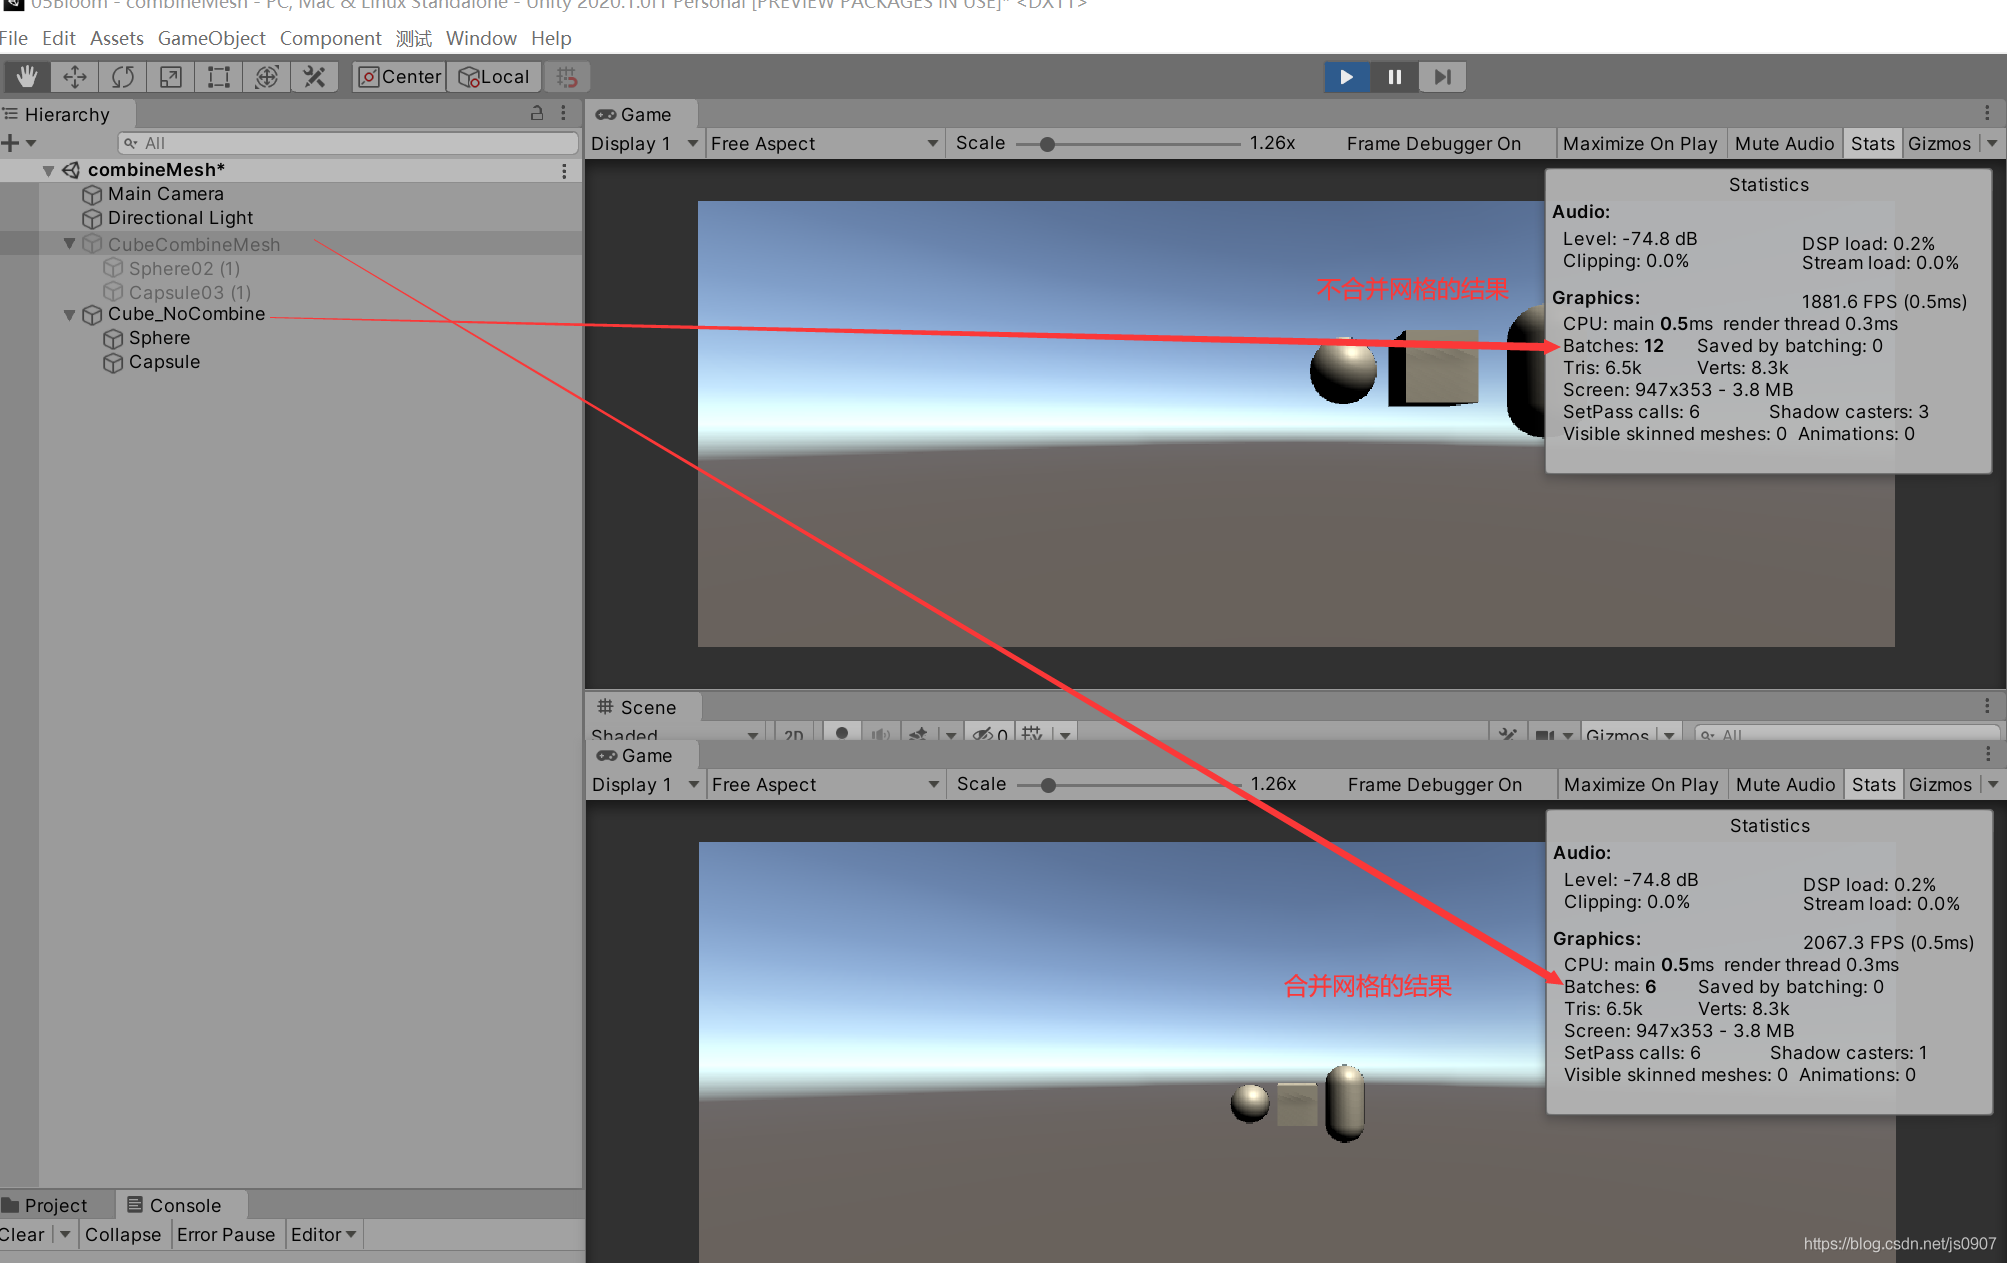 05Bloom - combineMesh - PC, Mac & Linux Standalone - Unity 2020.1.0f1 Personal [PREVIEW PACKAGES IN USE]* <DX11>
File Edit Assets GameObject Component 测试 Window Help
Center Local
Hierarchy
All
combineMesh*
Main Camera
Directional Light
CubeCombineMesh
Sphere02 (1)
Capsule03 (1)
Cube_NoCombine
Sphere
Capsule
Game
Display 1 Free Aspect Scale 1.26x Frame Debugger On Maximize On Play Mute Audio Stats Gizmos
不合并网格的结果
Statistics
Audio:
Level: -74.8 dB DSP load: 0.2%
Clipping: 0.0% Stream load: 0.0%
Graphics: 1881.6 FPS (0.5ms)
CPU: main 0.5ms render thread 0.3ms
Batches: 12 Saved by batching: 0
Tris: 6.5k Verts: 8.3k
Screen: 947x353 - 3.8 MB
SetPass calls: 6 Shadow casters: 3
Visible skinned meshes: 0 Animations: 0
Scene
Shaded 2D 0 Gizmos All
Game
Display 1 Free Aspect Scale 1.26x Frame Debugger On Maximize On Play Mute Audio Stats Gizmos
合并网格的结果
Statistics
Audio:
Level: -74.8 dB DSP load: 0.2%
Clipping: 0.0% Stream load: 0.0%
Graphics: 2067.3 FPS (0.5ms)
CPU: main 0.5ms render thread 0.3ms
Batches: 6 Saved by batching: 0
Tris: 6.5k Verts: 8.3k
Screen: 947x353 - 3.8 MB
SetPass calls: 6 Shadow casters: 1
Visible skinned meshes: 0 Animations: 0
Project Console
Clear Collapse Error Pause Editor
https://blog.csdn.net/js0907